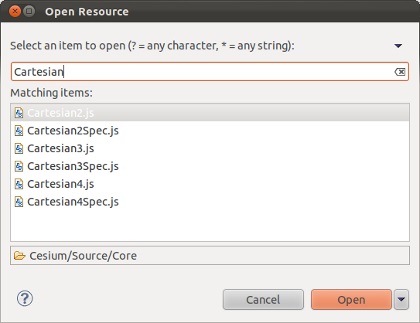 Open Resource
Select an item to open (? = any character, * = any string):
Cartesian
Matching items:
Cartesian2.js
Cartesian2Spec.js
Cartesian3.js
Cartesian3Spec.js
Cartesian4.js
Cartesian4Spec.js
Cesium/Source/Core
Cancel
Open